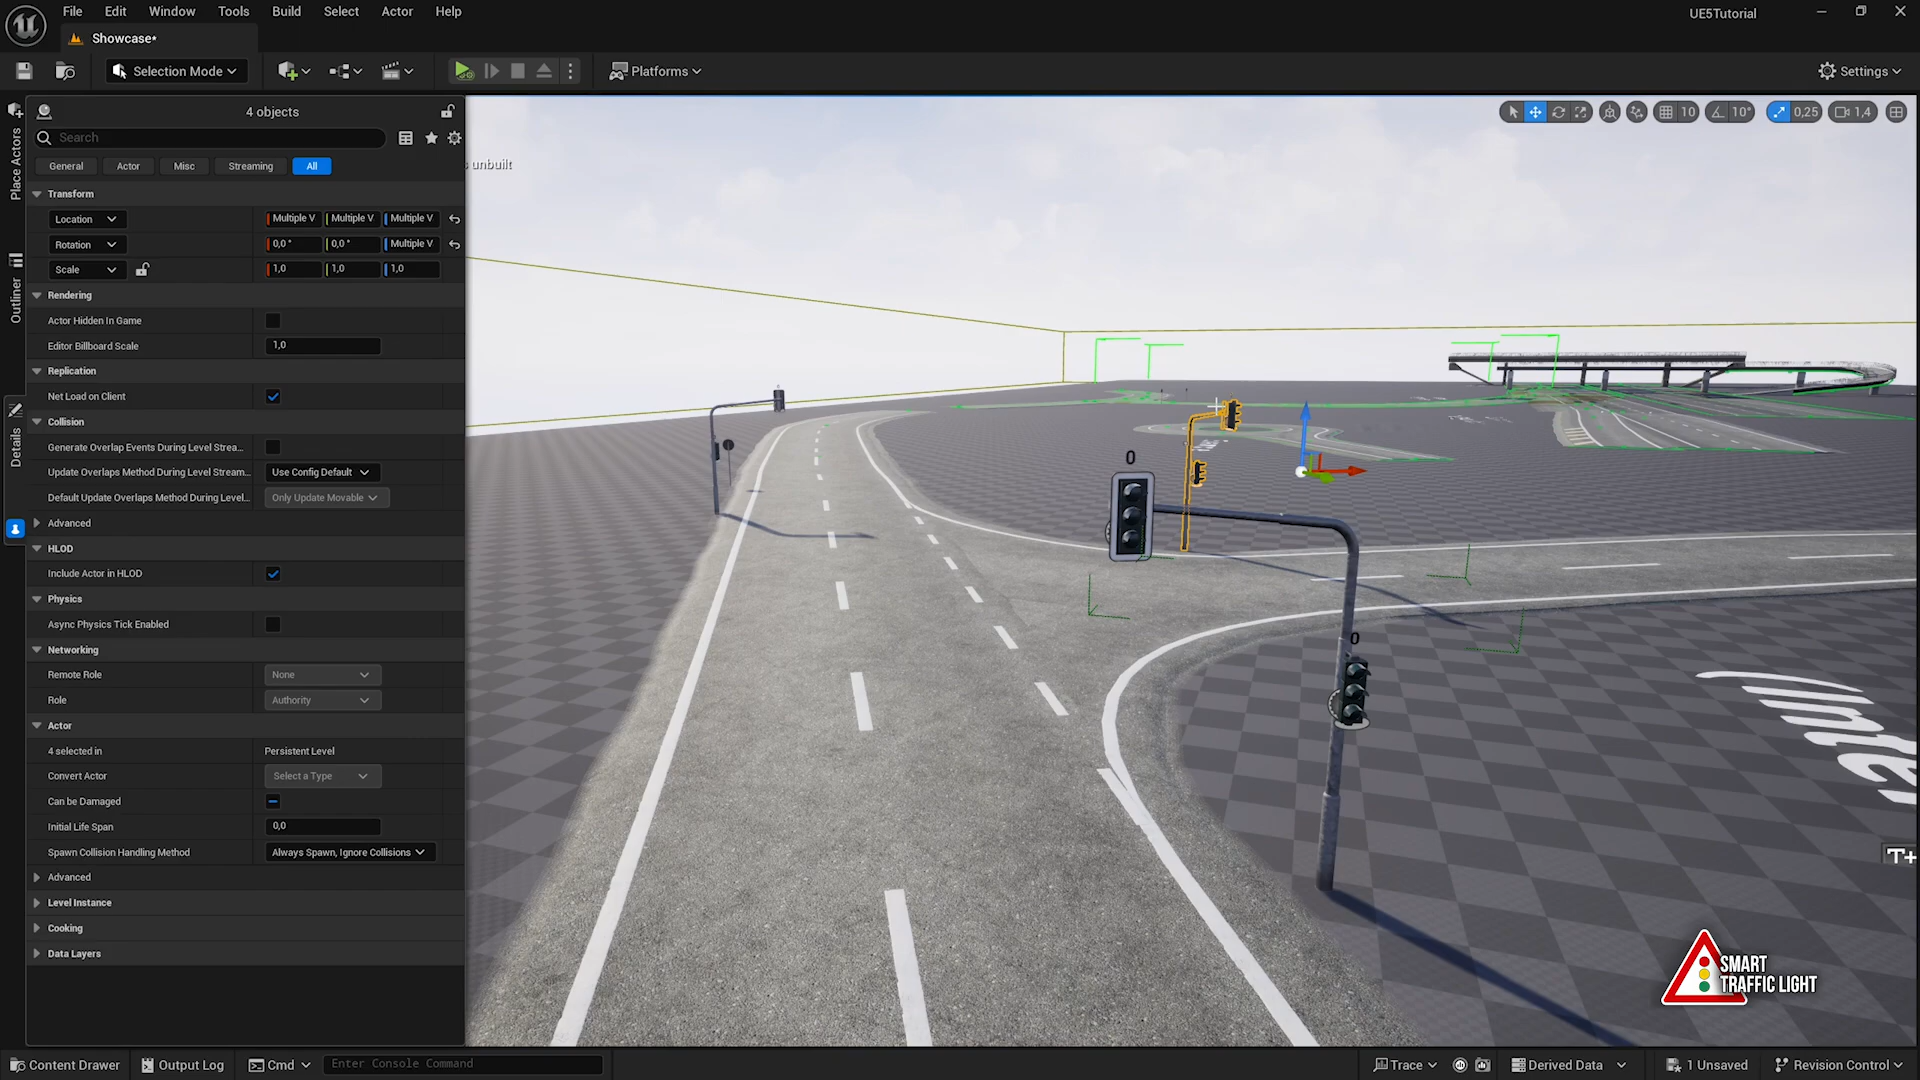 File Edit Window Tools Build Select Actor Help
UE5Tutorial
Showcase*
Selection Mode
Platforms
Settings
4 objects
Search
General Actor Misc Streaming All
unbuilt
10 10° 0,25 1,4
Place Actors
Outliner
Details
Transform
Location Multiple V Multiple V Multiple V
Rotation 0,0 ° 0,0 ° Multiple V
Scale 1,0 1,0 1,0
Rendering
Actor Hidden In Game
Editor Billboard Scale 1,0
Replication
Net Load on Client
Collision
Generate Overlap Events During Level Strea...
Update Overlaps Method During Level Stream... Use Config Default
Default Update Overlaps Method During Level... Only Update Movable
Advanced
HLOD
Include Actor in HLOD
Physics
Async Physics Tick Enabled
Networking
Remote Role None
Role Authority
Actor
4 selected in Persistent Level
Convert Actor Select a Type
Can be Damaged
Initial Life Span 0,0
Spawn Collision Handling Method Always Spawn, Ignore Collisions
Advanced
Level Instance
Cooking
Data Layers
0
0
T+
SMART
TRAFFIC LIGHT
Content Drawer Output Log Cmd Enter Console Command Trace Derived Data 1 Unsaved Revision Control